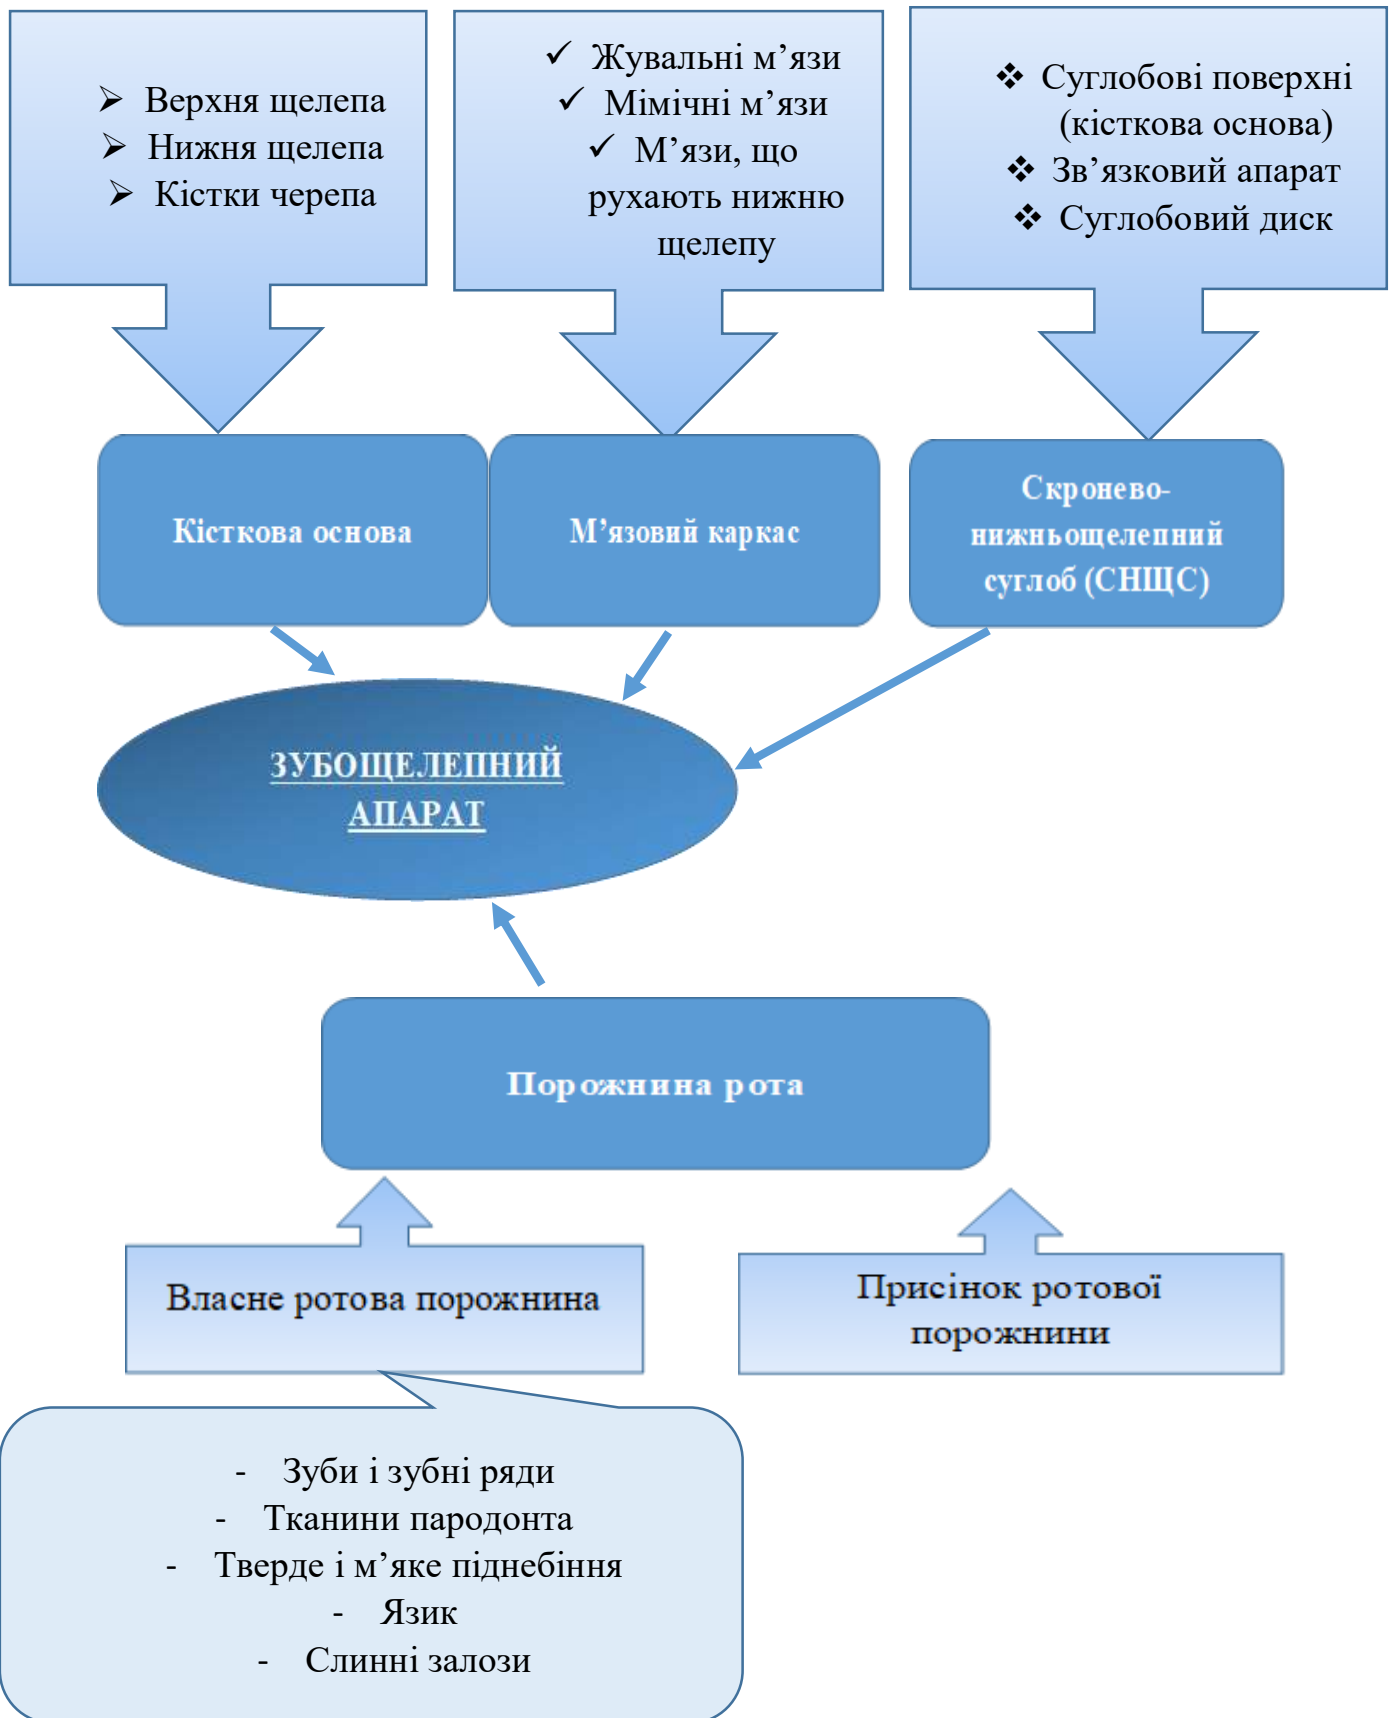 ➢ Верхня щелепа
➢ Нижня щелепа
➢ Кістки черепа
✓ Жувальні м’язи
✓ Мімічні м’язи
✓ М’язи, що
рухають нижню
щелепу
❖ Суглобові поверхні
(кісткова основа)
❖ Зв’язковий апарат
❖ Суглобовий диск
Кісткова основа
М’язовий каркас
Скронево-
нижньощелепний
суглоб (СНЩС)
ЗУБОЩЕЛЕПНИЙ
АПАРАТ
Порожнина рота
Власне ротова порожнина
Присінок ротової
порожнини
- Зуби і зубні ряди
- Тканини пародонта
- Тверде і м’яке піднебіння
- Язик
- Слинні залози